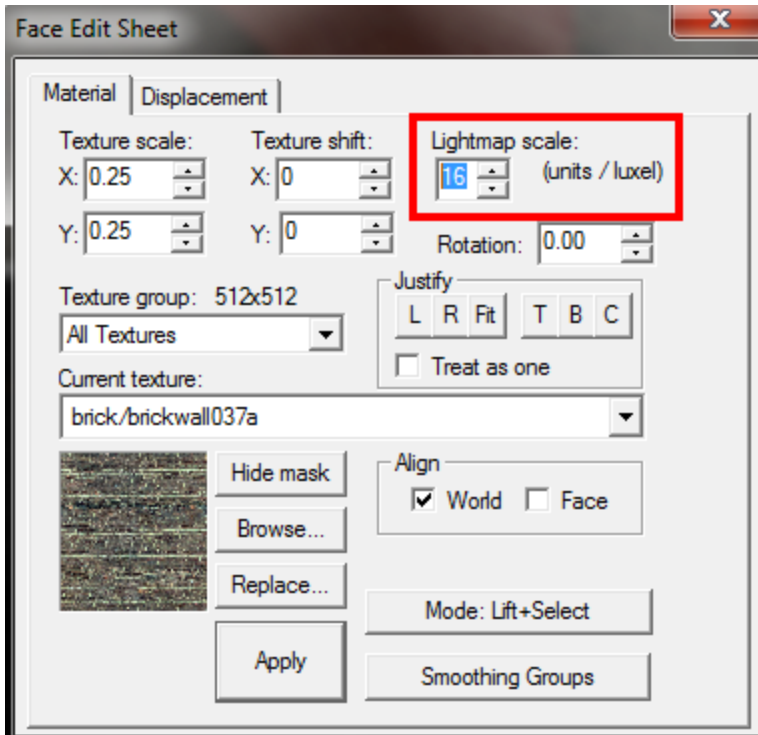 Face Edit Sheet
Material Displacement
Texture scale: Texture shift: Lightmap scale:
X: 0.25 X: 0 16 (units / luxel)
Y: 0.25 Y: 0 Rotation: 0.00
Texture group: 512x512 Justify
All Textures L R Fit T B C
Treat as one
Current texture:
brick/brickwall037a
Hide mask Align
World Face
Browse...
Replace...
Mode: Lift+Select
Apply
Smoothing Groups